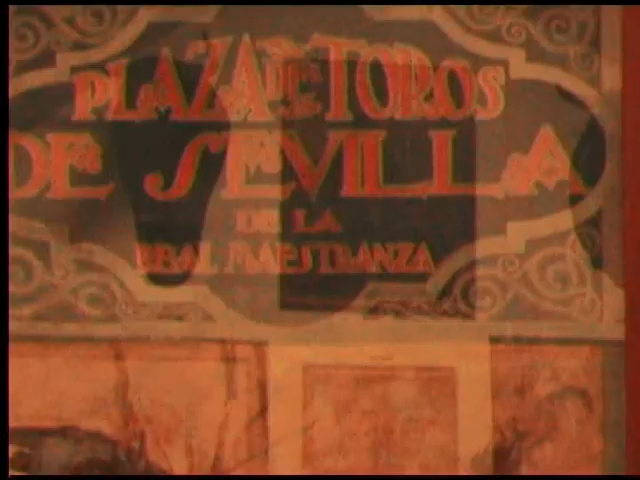 PLAZA DE TOROS
DE SEVILLA
DE LA
REAL MAESTRANZA